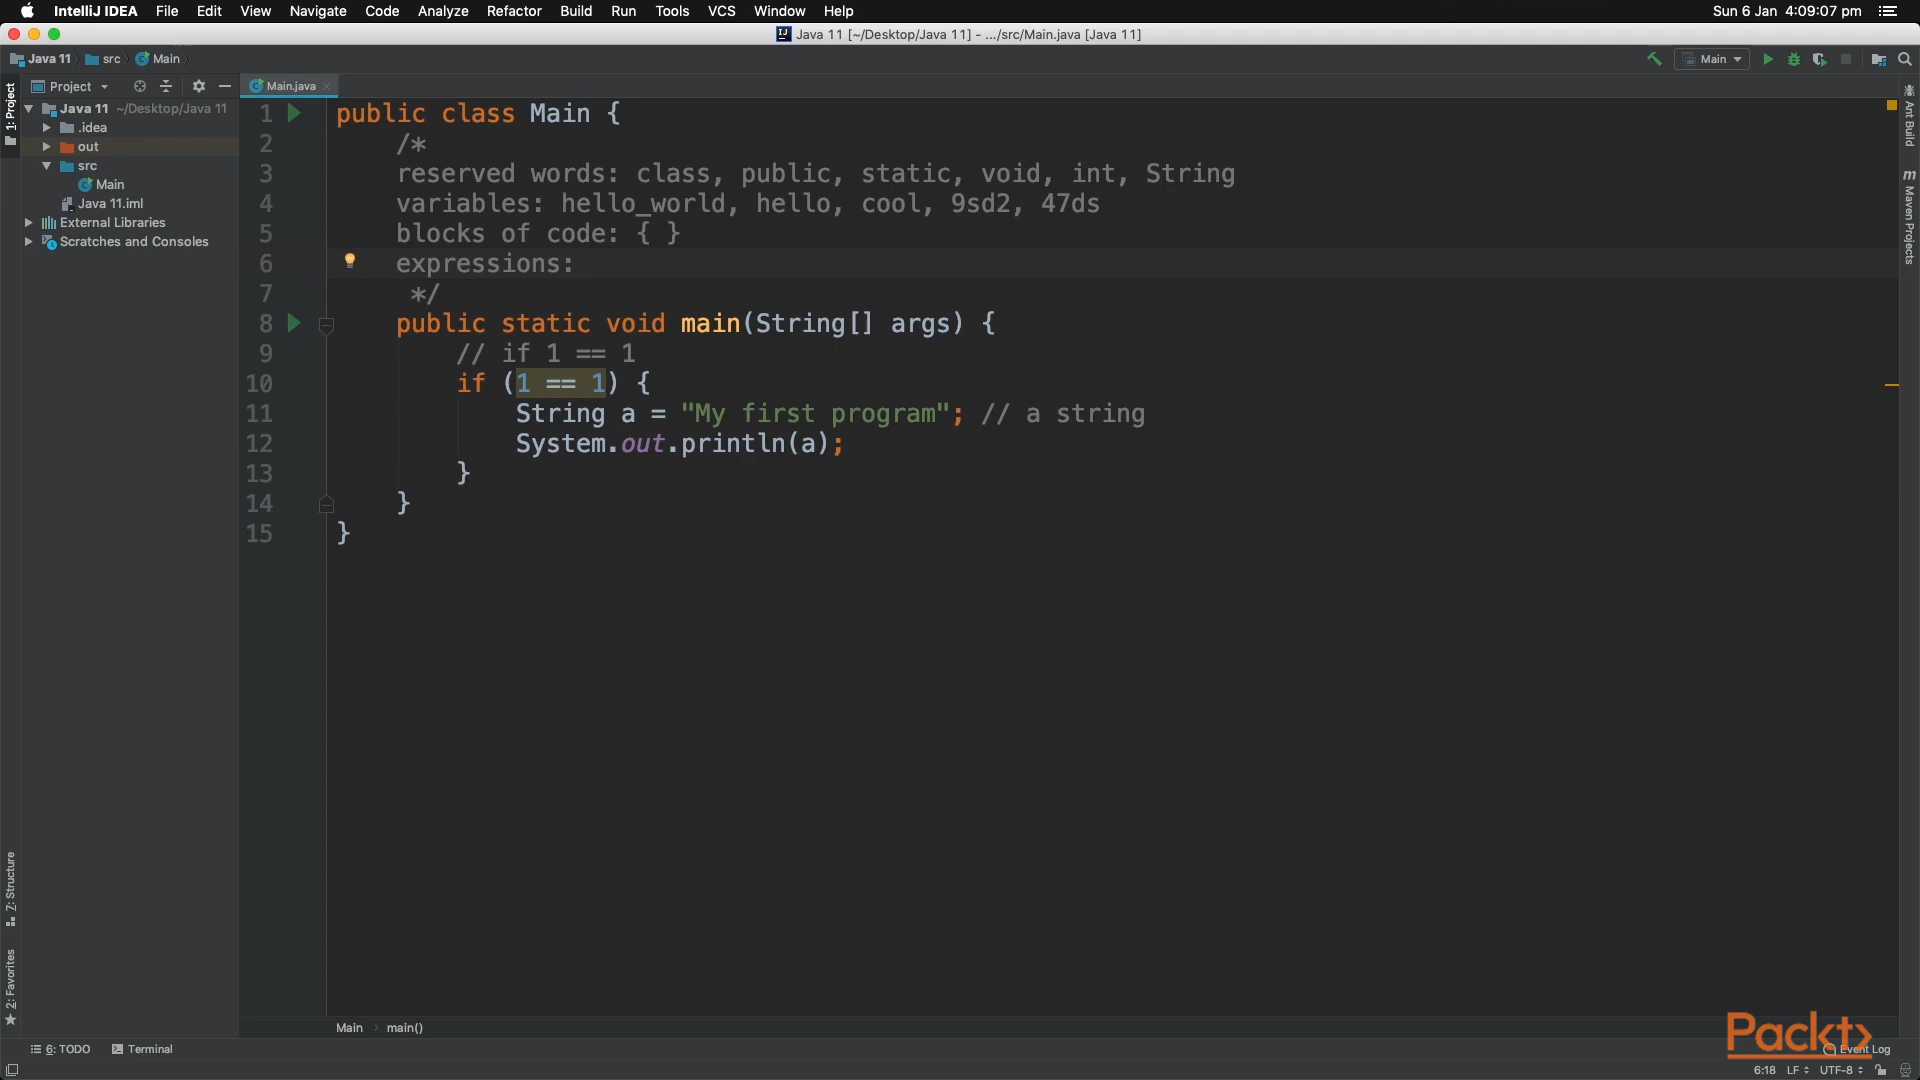 IntelliJ IDEA File Edit View Navigate Code Analyze Refactor Build Run Tools VCS Window Help Sun 6 Jan 4:09:07 pm
Java 11 [~/Desktop/Java 11] - .../src/Main.java [Java 11]
Java 11 src Main Main
Project Main.java
1: Project
Java 11 ~/Desktop/Java 11
.idea
out
src
Main
Java 11.iml
External Libraries
Scratches and Consoles
1 public class Main {
2 /*
3 reserved words: class, public, static, void, int, String
4 variables: hello_world, hello, cool, 9sd2, 47ds
5 blocks of code: { }
6 expressions:
7 */
8 public static void main(String[] args) {
9 // if 1 == 1
10 if (1 == 1) {
11 String a = "My first program"; // a string
12 System.out.println(a);
13 }
14 }
15 }
Ant Build
m Maven Projects
Z: Structure
2: Favorites
Main main()
Packt
6: TODO Terminal Event Log
6:18 LF UTF-8